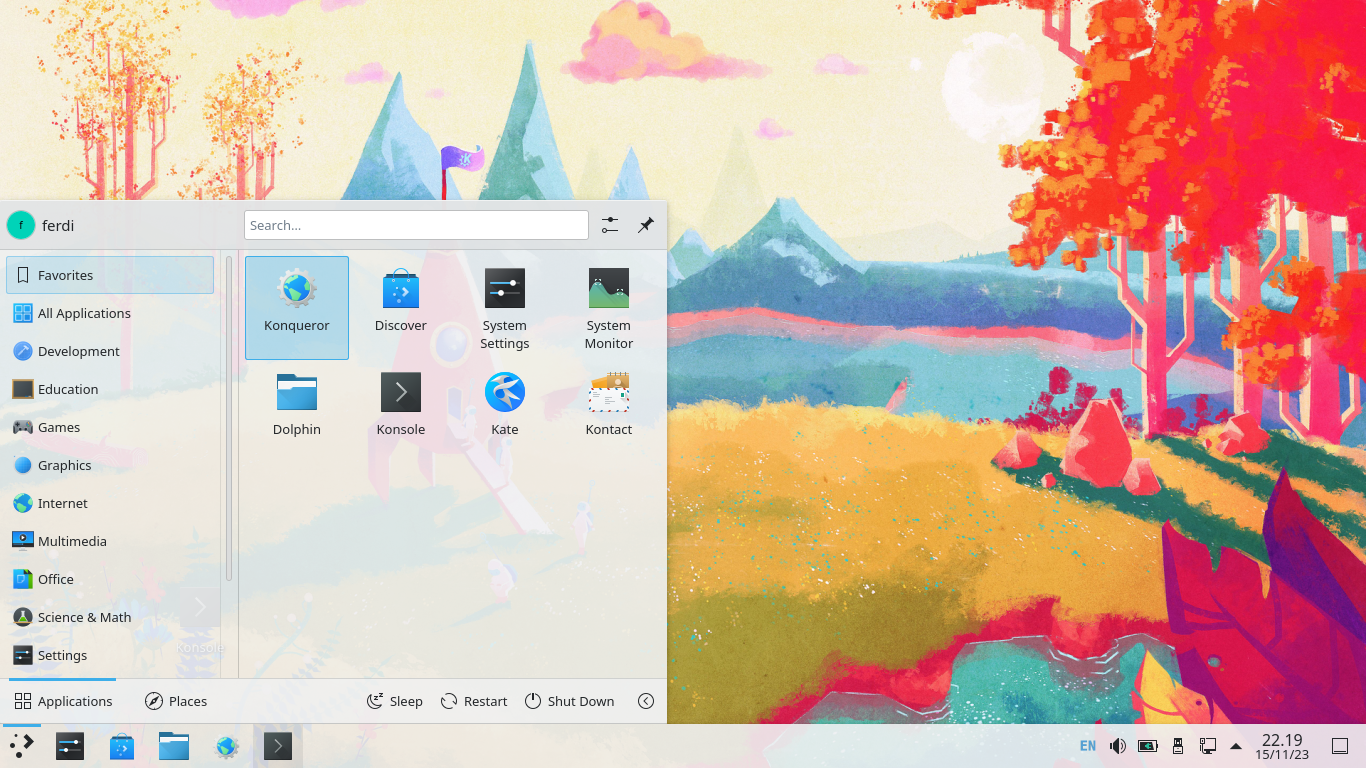 f
ferdi
Search...
Favorites
All Applications
Development
Education
Games
Graphics
Internet
Multimedia
Office
Science & Math
Settings
Konqueror
Discover
System
Settings
System
Monitor
Dolphin
Konsole
Kate
Kontact
Konsole
Applications
Places
Sleep
Restart
Shut Down
EN
22.19
15/11/23
K